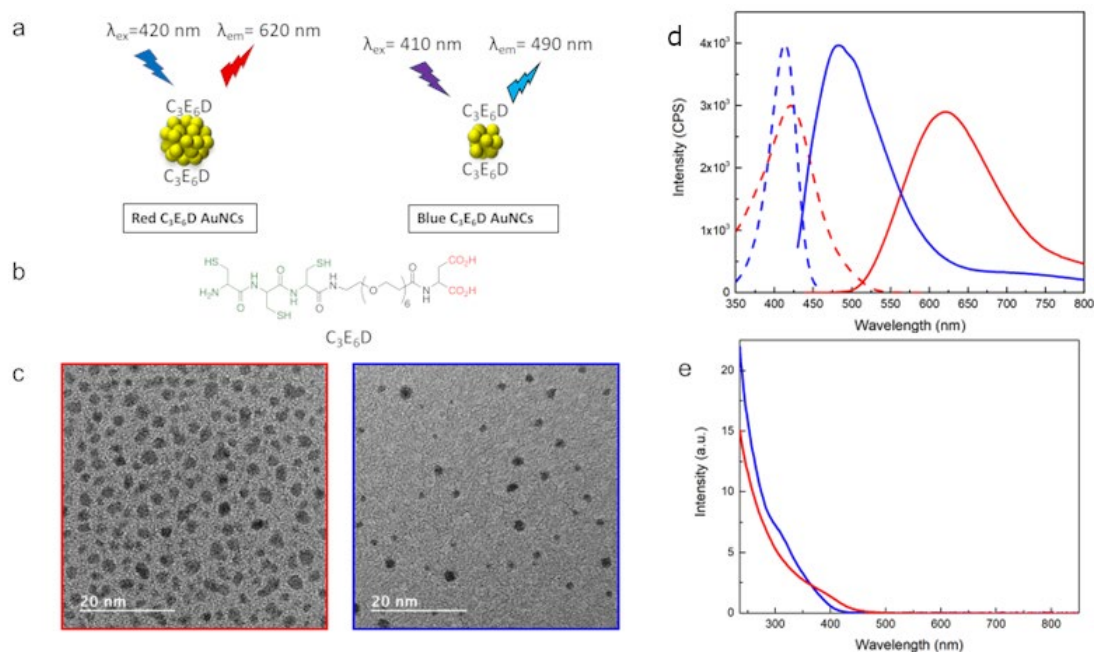 a
λex=420 nm λem= 620 nm
λex=410 nm λem= 490 nm
C3E6D
C3E6D
C3E6D
C3E6D
Red C3E6D AuNCs
Blue C3E6D AuNCs
b
HS
SH
O
H
N
O
H
N
O
H
N
O
6
O
N
H
CO2H
CO2H
H2N
O
SH
C3E6D
c
20 nm
20 nm
d
Intensity (CPS)
4x10³
3x10³
2x10³
1x10³
0
350 400 450 500 550 600 650 700 750 800
Wavelength (nm)
e
Intensity (a.u.)
20
15
10
5
0
300 400 500 600 700 800
Wavelength (nm)